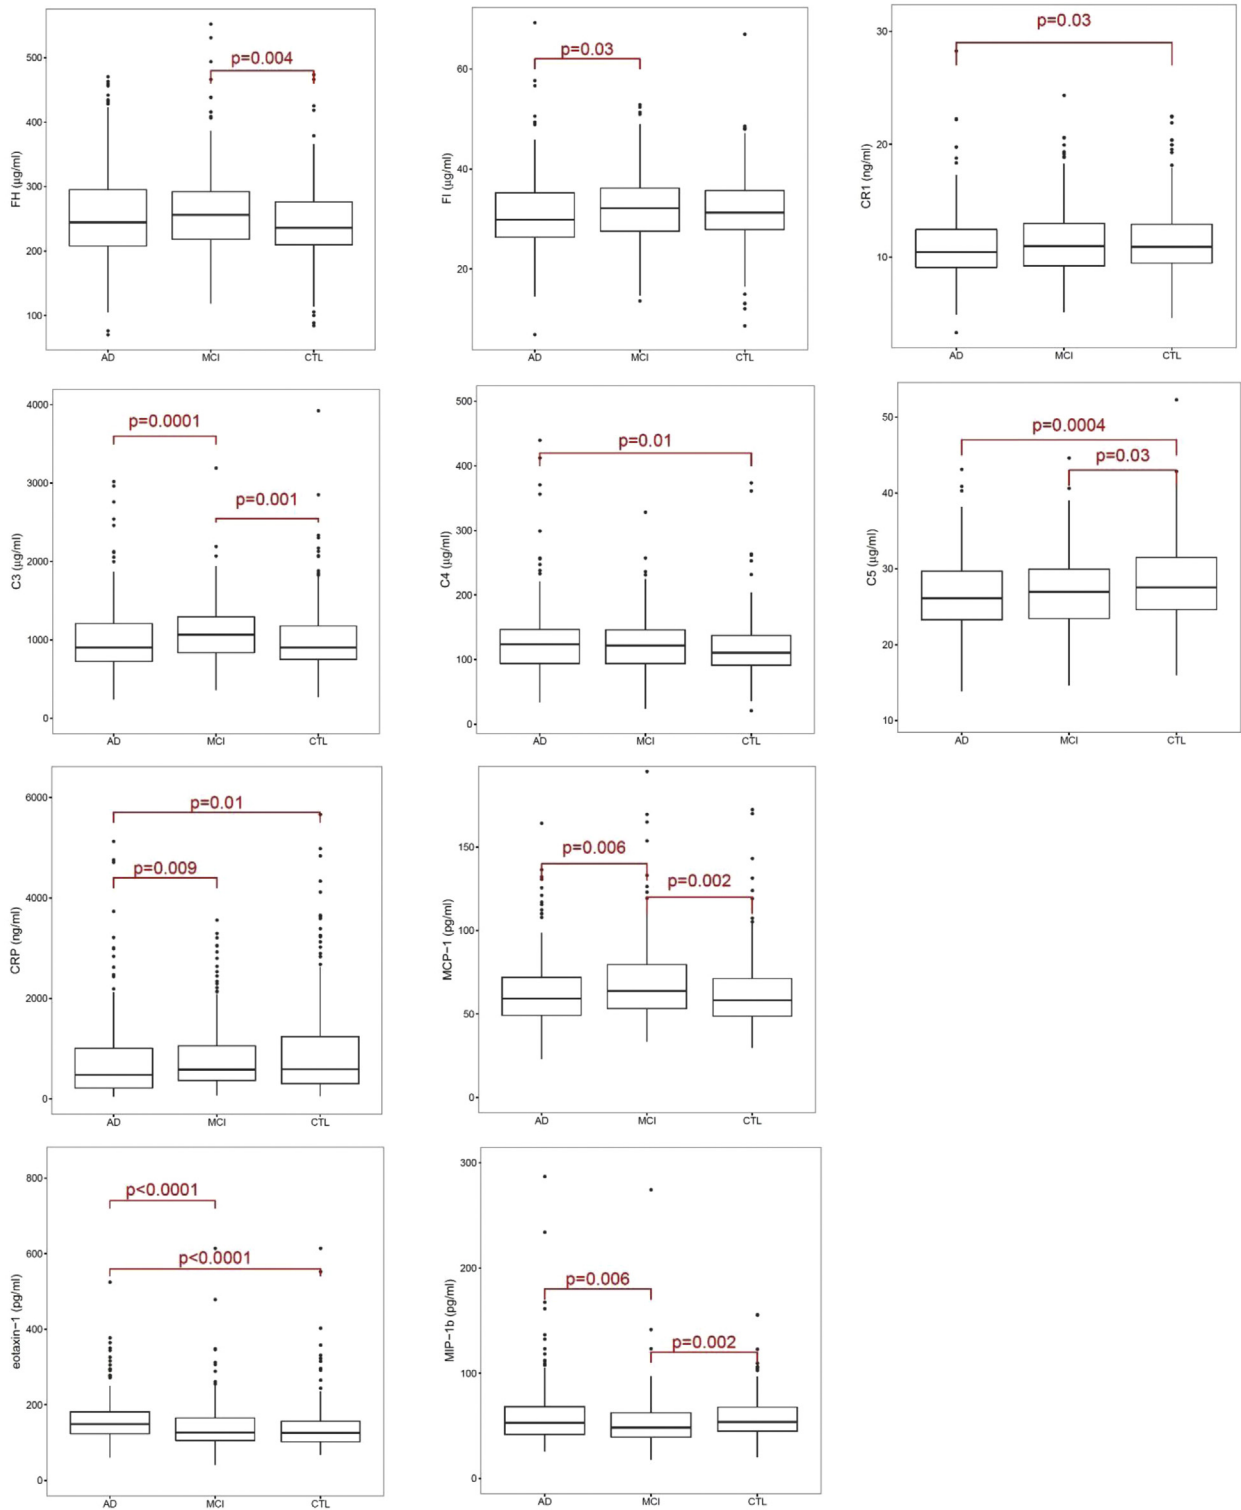 p=0.004
500
400
300
200
100
FH (µg/ml)
AD MCI CTL
p=0.03
60
40
20
FI (µg/ml)
AD MCI CTL
p=0.03
30
20
10
CR1 (ng/ml)
AD MCI CTL
p=0.0001
p=0.001
4000
3000
2000
1000
0
C3 (µg/ml)
AD MCI CTL
p=0.01
500
400
300
200
100
0
C4 (µg/ml)
AD MCI CTL
p=0.0004
p=0.03
50
40
30
20
10
C5 (µg/ml)
AD MCI CTL
p=0.01
p=0.009
6000
4000
2000
0
CRP (ng/ml)
AD MCI CTL
p=0.006
p=0.002
150
100
50
0
MCP−1 (pg/ml)
AD MCI CTL
p<0.0001
p<0.0001
800
600
400
200
0
eotaxin−1 (pg/ml)
AD MCI CTL
p=0.006
p=0.002
300
200
100
0
MIP−1b (pg/ml)
AD MCI CTL